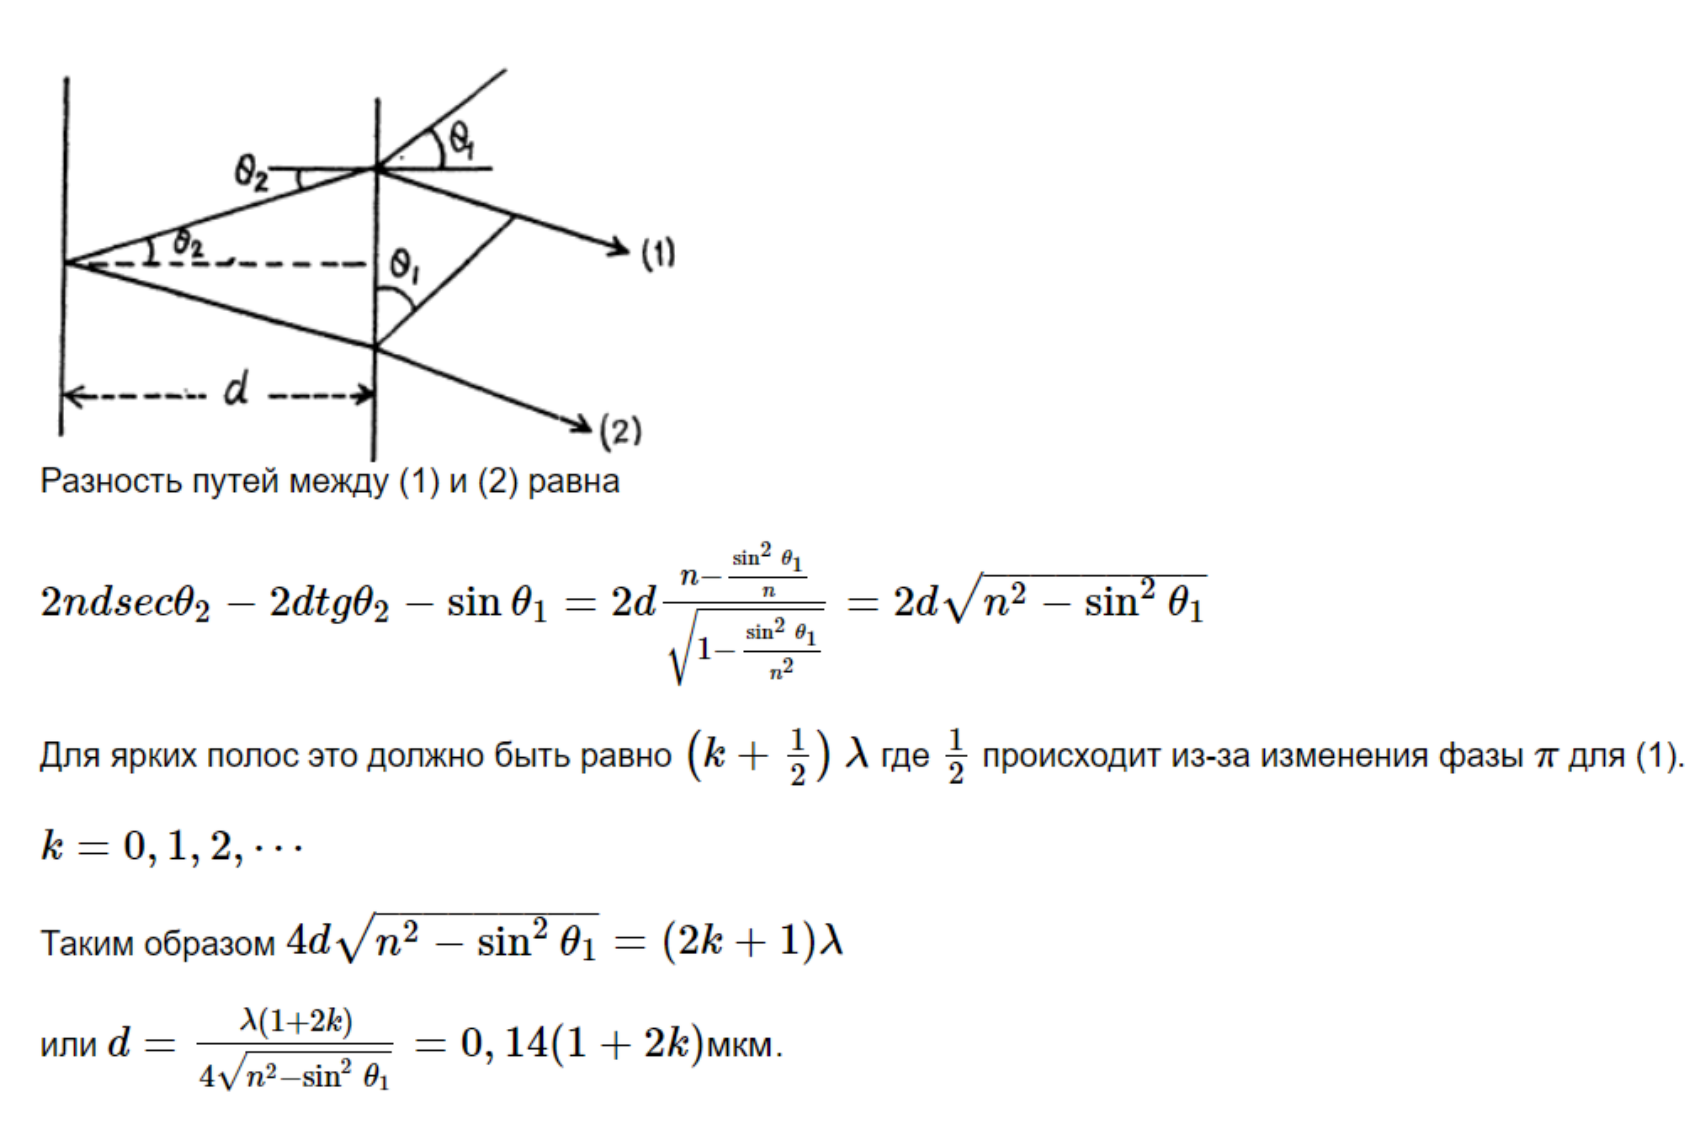 θ₁
θ₂
θ₂
θ₁
(1)
d
(2)
Разность путей между (1) и (2) равна
2ndsecθ₂ − 2dtgθ₂ − sin θ₁ = 2d (n − sin² θ₁/n)/√(1 − sin² θ₁/n²) = 2d√(n² − sin² θ₁)
Для ярких полос это должно быть равно (k + 1/2) λ где 1/2 происходит из-за изменения фазы π для (1).
k = 0, 1, 2, ⋯
Таким образом 4d√(n² − sin² θ₁) = (2k + 1)λ
или d = λ(1+2k)/(4√(n²−sin² θ₁)) = 0, 14(1 + 2k)мкм.